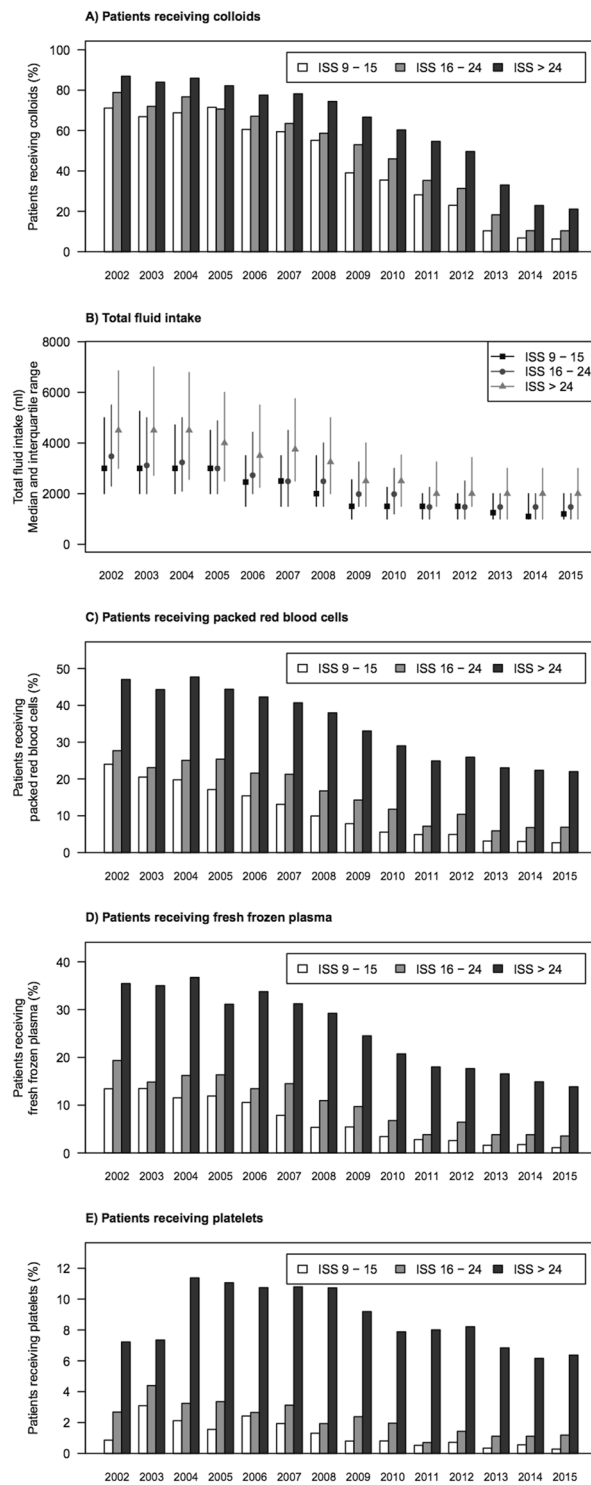 A) Patients receiving colloids
Patients receiving colloids (%)
ISS 9 – 15 ISS 16 – 24 ISS > 24
100
80
60
40
20
0
2002 2003 2004 2005 2006 2007 2008 2009 2010 2011 2012 2013 2014 2015
B) Total fluid intake
Total fluid intake (ml)
Median and interquartile range
ISS 9 – 15
ISS 16 – 24
ISS > 24
8000
6000
4000
2000
0
2002 2003 2004 2005 2006 2007 2008 2009 2010 2011 2012 2013 2014 2015
C) Patients receiving packed red blood cells
Patients receiving
packed red blood cells (%)
ISS 9 – 15 ISS 16 – 24 ISS > 24
50
40
30
20
10
0
2002 2003 2004 2005 2006 2007 2008 2009 2010 2011 2012 2013 2014 2015
D) Patients receiving fresh frozen plasma
Patients receiving
fresh frozen plasma (%)
ISS 9 – 15 ISS 16 – 24 ISS > 24
40
30
20
10
0
2002 2003 2004 2005 2006 2007 2008 2009 2010 2011 2012 2013 2014 2015
E) Patients receiving platelets
Patients receiving platelets (%)
ISS 9 – 15 ISS 16 – 24 ISS > 24
12
10
8
6
4
2
0
2002 2003 2004 2005 2006 2007 2008 2009 2010 2011 2012 2013 2014 2015